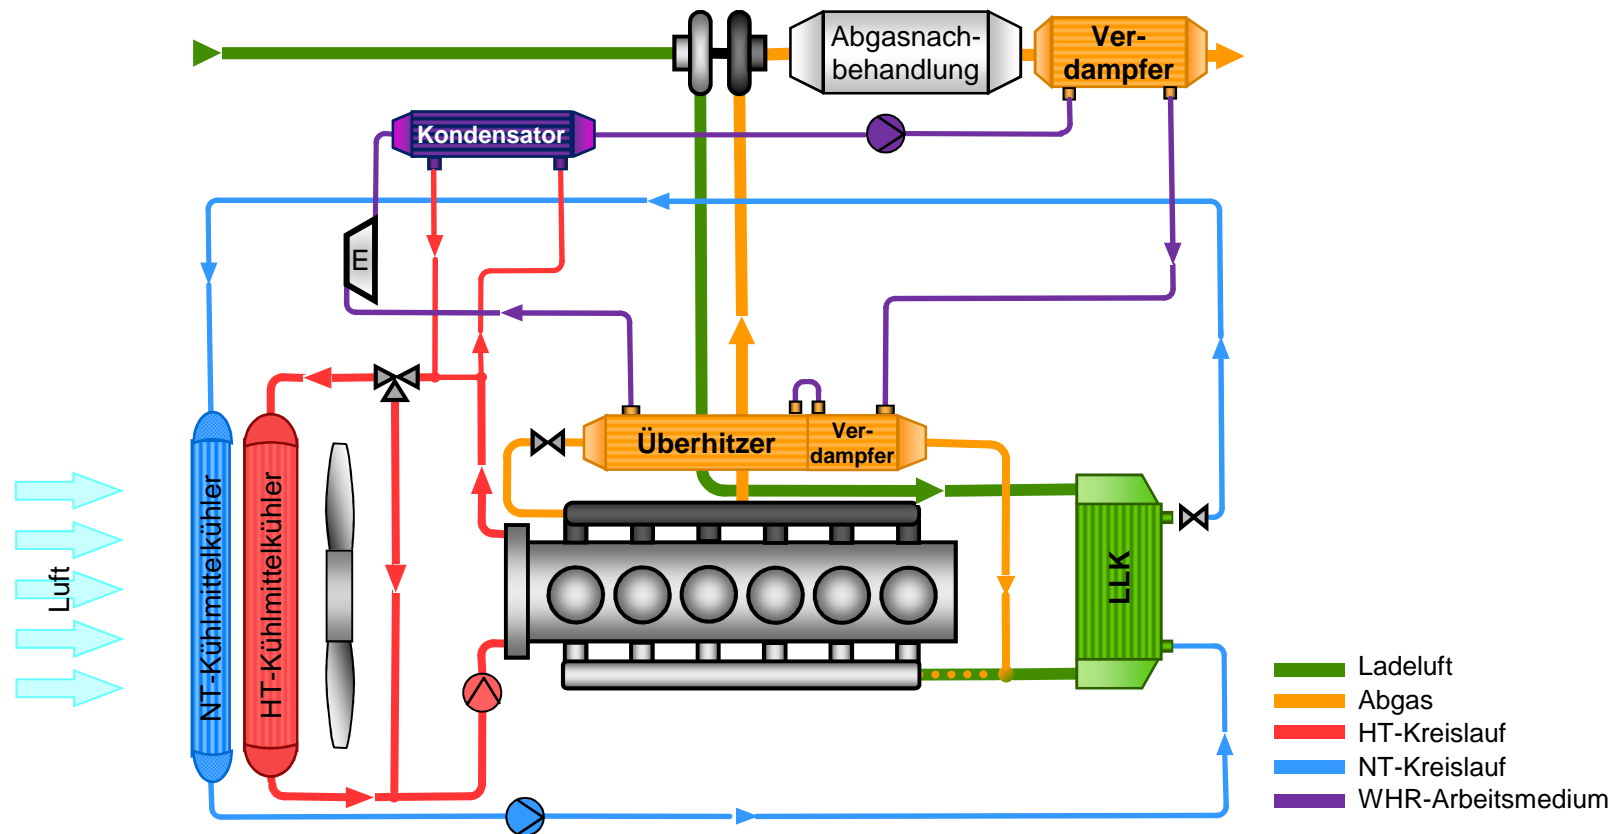 Abgasnach-
behandlung
Ver-
dampfer
Kondensator
E
Überhitzer
Ver-
dampfer
Luft
NT-Kühlmittelkühler
HT-Kühlmittelkühler
LLK
Ladeluft
Abgas
HT-Kreislauf
NT-Kreislauf
WHR-Arbeitsmedium